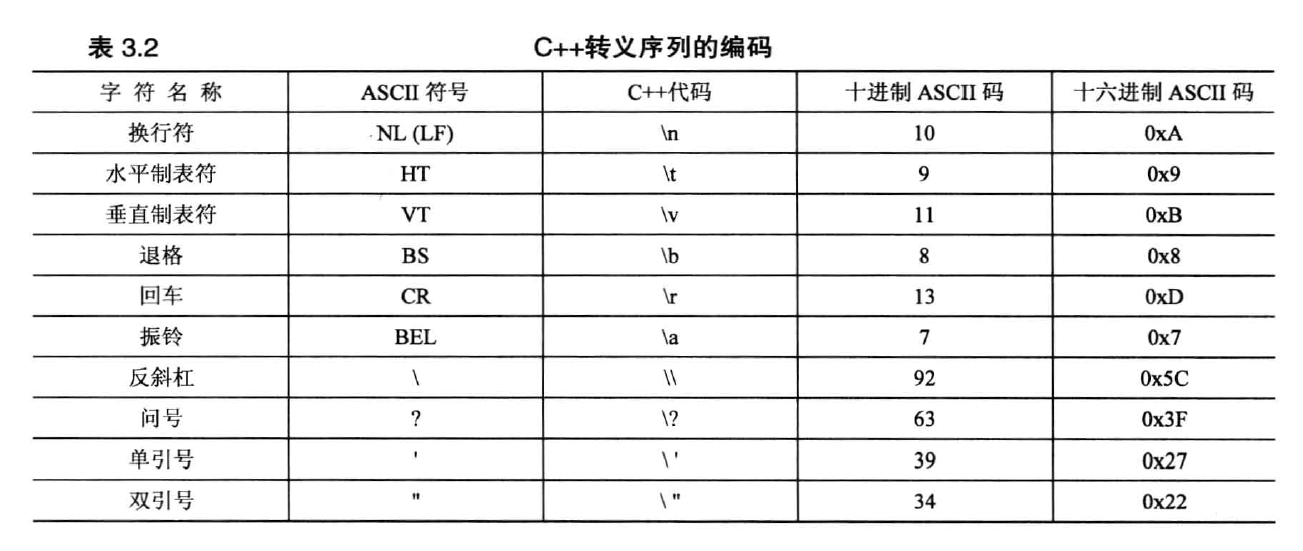 表 3.2 C++转义序列的编码
字 符 名 称 ASCII 符号 C++代码 十进制 ASCII 码 十六进制 ASCII 码
换行符 NL (LF) \n 10 0xA
水平制表符 HT \t 9 0x9
垂直制表符 VT \v 11 0xB
退格 BS \b 8 0x8
回车 CR \r 13 0xD
振铃 BEL \a 7 0x7
反斜杠 \ \\ 92 0x5C
问号 ? \? 63 0x3F
单引号 ' \ ' 39 0x27
双引号 " \ " 34 0x22